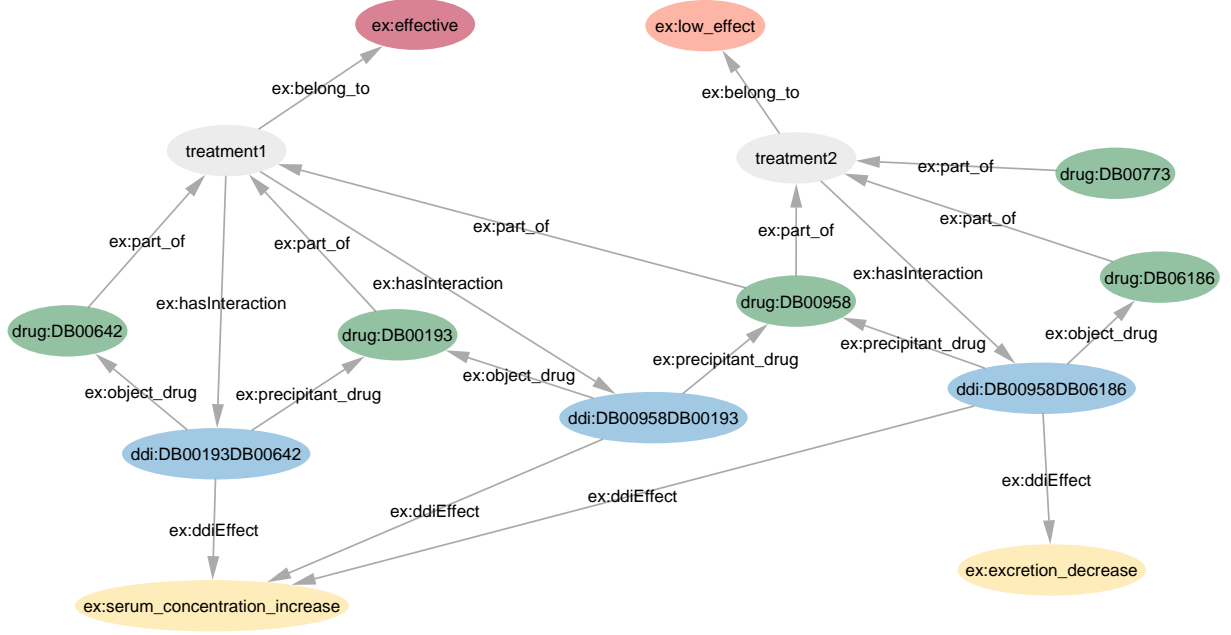 ex:effective
ex:low_effect
ex:belong_to
ex:belong_to
treatment1
treatment2
ex:part_of
drug:DB00773
ex:part_of
ex:part_of
ex:part_of
ex:part_of
ex:part_of
ex:hasInteraction
ex:hasInteraction
ex:hasInteraction
drug:DB06186
drug:DB00958
drug:DB00642
drug:DB00193
ex:object_drug
ex:precipitant_drug
ex:precipitant_drug
ex:object_drug
ex:object_drug
ex:precipitant_drug
ddi:DB00958DB06186
ddi:DB00958DB00193
ddi:DB00193DB00642
ex:ddiEffect
ex:ddiEffect
ex:ddiEffect
ex:ddiEffect
ex:excretion_decrease
ex:serum_concentration_increase